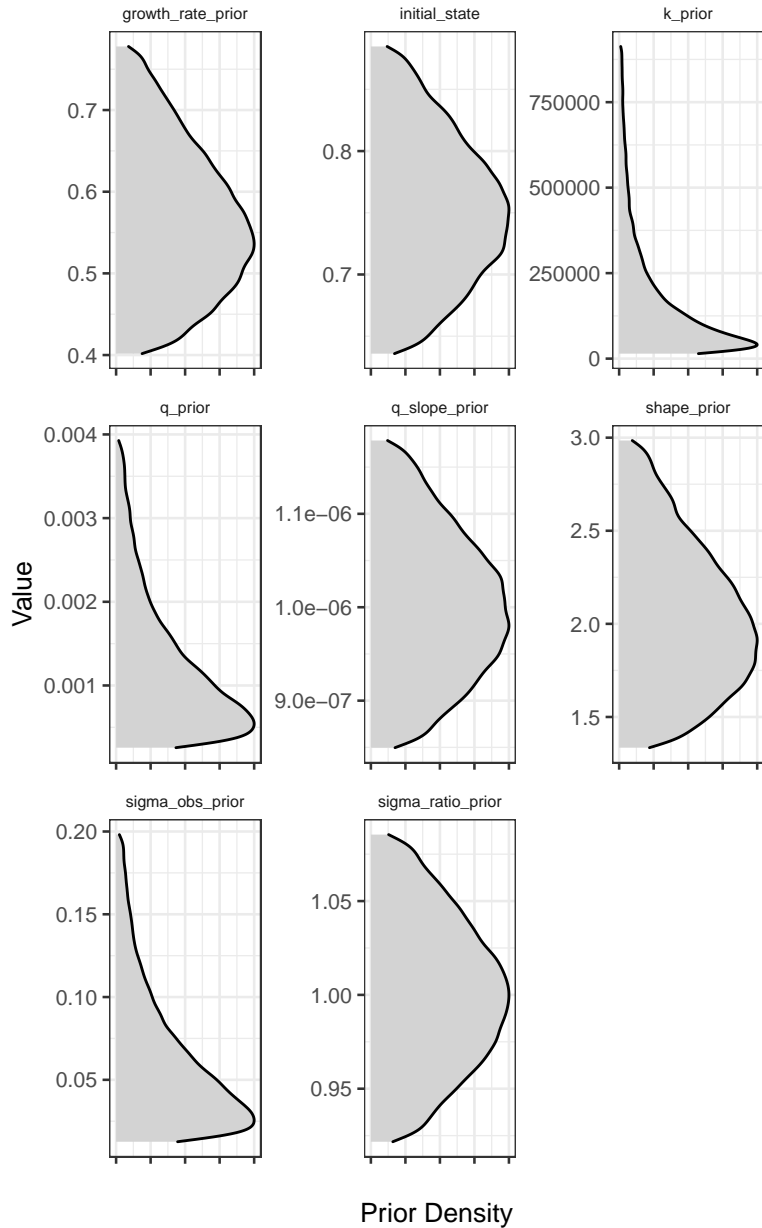 growth_rate_prior
initial_state
k_prior
0.7
0.6
0.5
0.4
0.8
0.7
750000
500000
250000
0
q_prior
q_slope_prior
shape_prior
0.004
0.003
0.002
0.001
1.1e−06
1.0e−06
9.0e−07
3.0
2.5
2.0
1.5
Value
sigma_obs_prior
sigma_ratio_prior
0.20
0.15
0.10
0.05
1.05
1.00
0.95
Prior Density